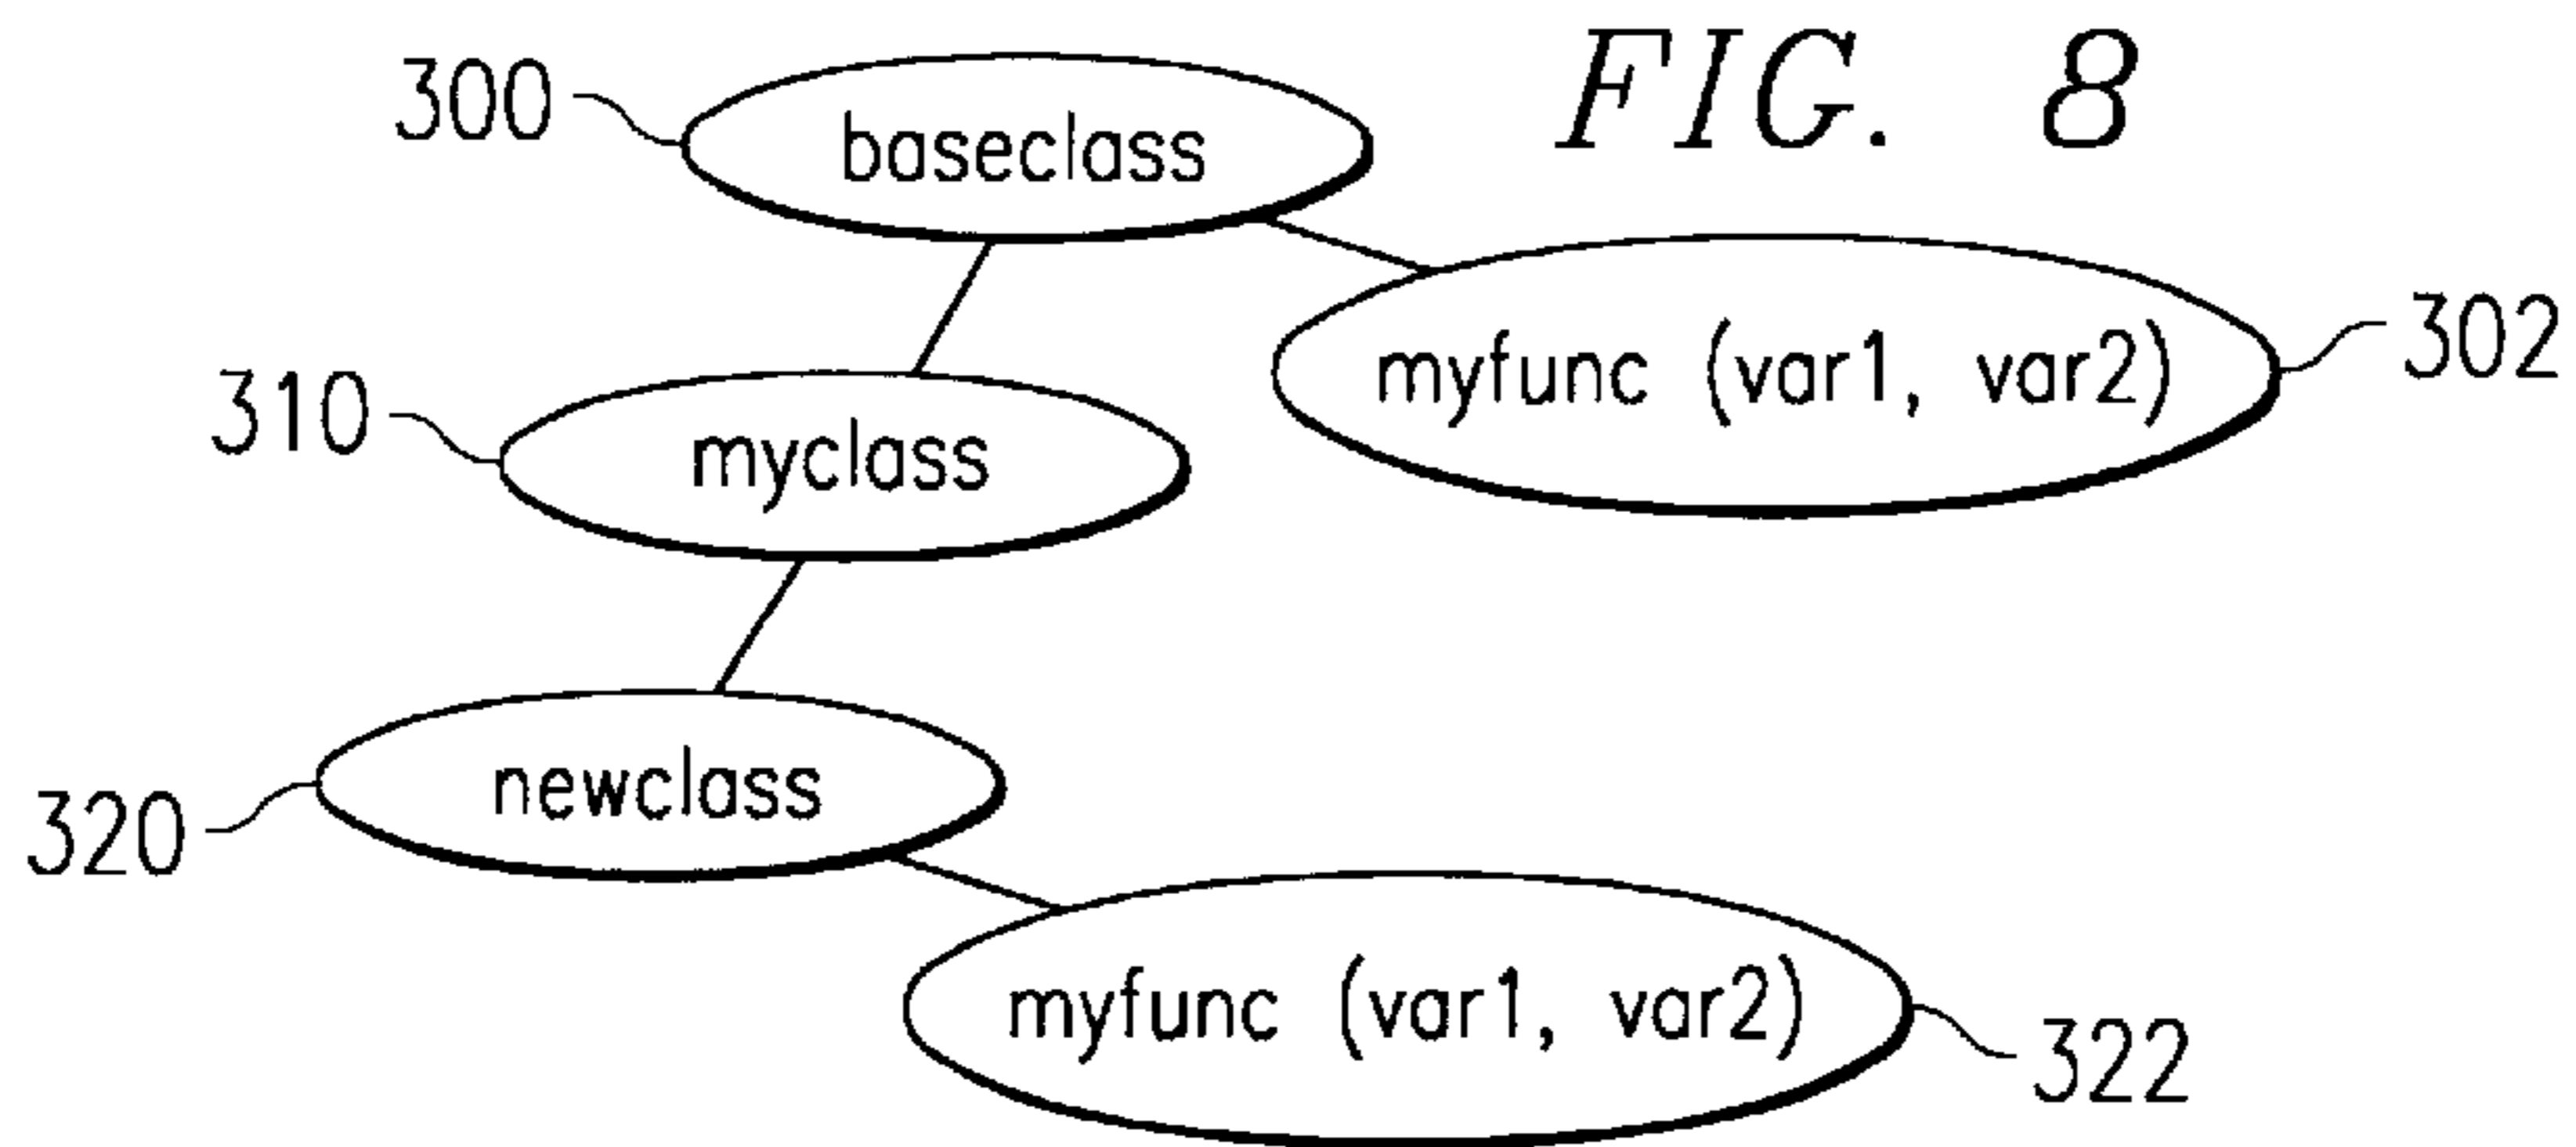 FIG. 8
300
baseclass
302
myfunc (var1, var2)
310
myclass
320
newclass
myfunc (var1, var2)
322